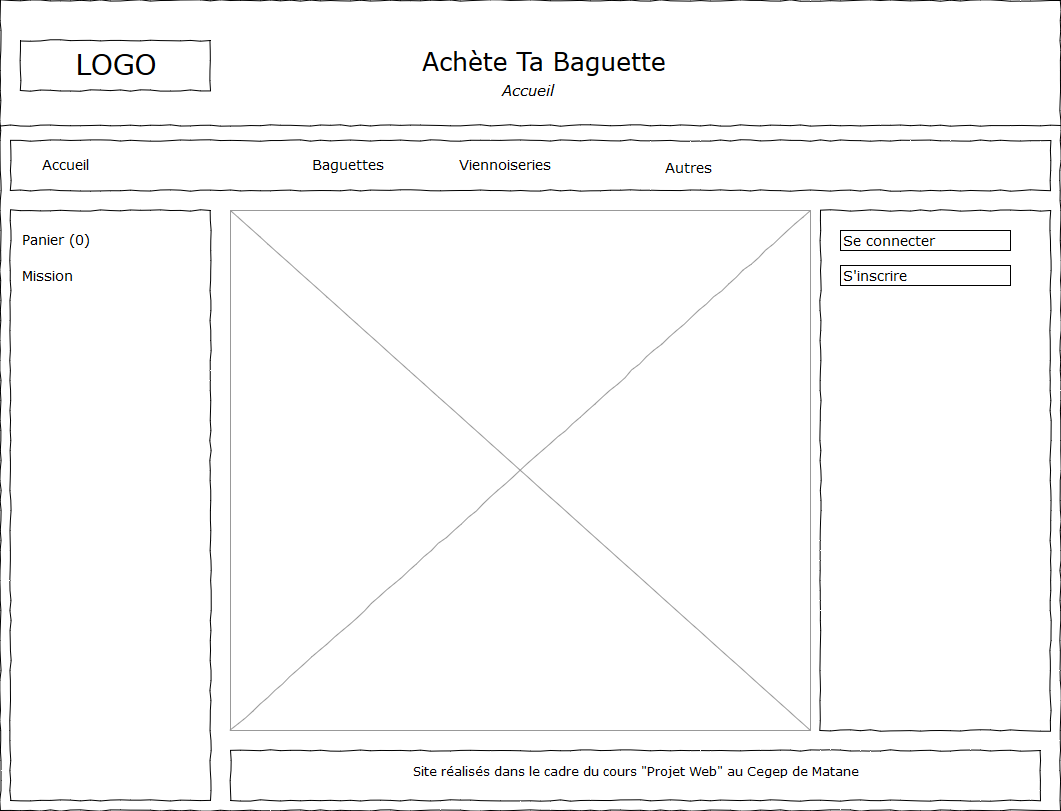 LOGO
Achète Ta Baguette
Accueil
Accueil
Baguettes
Viennoiseries
Autres
Panier (0)
Mission
Se connecter
S'inscrire
Site réalisés dans le cadre du cours "Projet Web" au Cegep de Matane